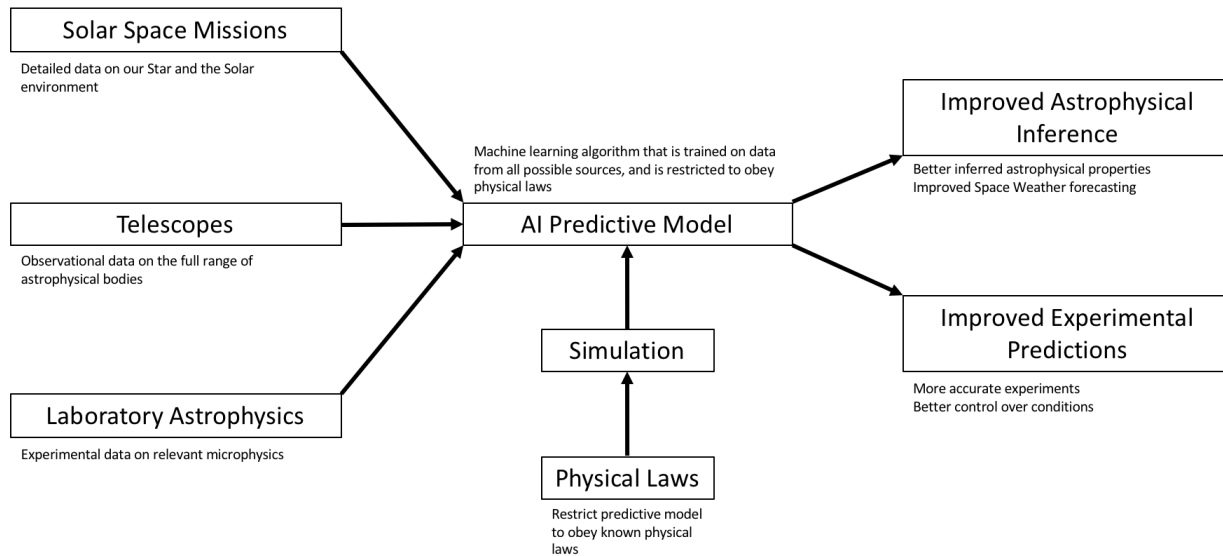 Solar Space Missions
Detailed data on our Star and the Solar
environment
Telescopes
Observational data on the full range of
astrophysical bodies
Laboratory Astrophysics
Experimental data on relevant microphysics
Machine learning algorithm that is trained on data
from all possible sources, and is restricted to obey
physical laws
AI Predictive Model
Simulation
Physical Laws
Restrict predictive model
to obey known physical
laws
Improved Astrophysical
Inference
Better inferred astrophysical properties
Improved Space Weather forecasting
Improved Experimental
Predictions
More accurate experiments
Better control over conditions